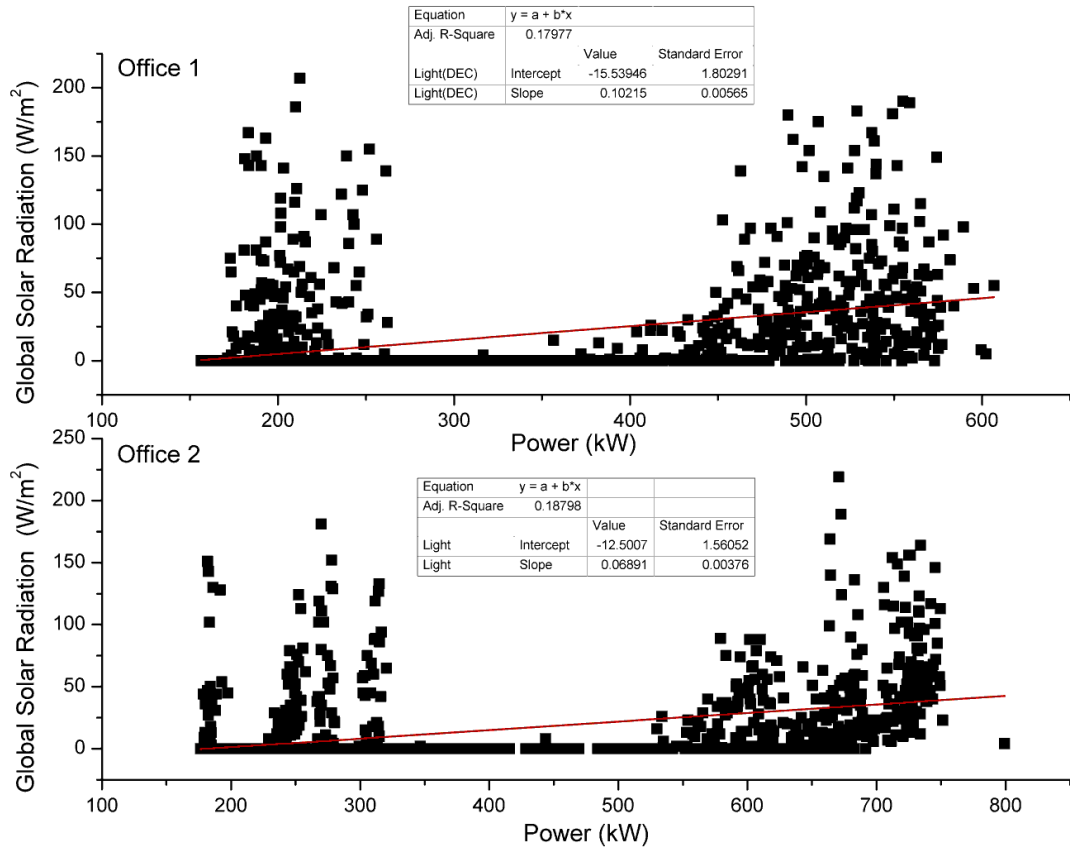 Equation y = a + b*x
Adj. R-Square 0.17977
Value Standard Error
Light(DEC) Intercept -15.53946 1.80291
Light(DEC) Slope 0.10215 0.00565
Office 1
Global Solar Radiation (W/m²)
200
150
100
50
0
100 200 300 400 500 600
Power (kW)
Office 2
Equation y = a + b*x
Adj. R-Square 0.18798
Value Standard Error
Light Intercept -12.5007 1.56052
Light Slope 0.06891 0.00376
Global Solar Radiation (W/m²)
250
200
150
100
50
0
100 200 300 400 500 600 700 800
Power (kW)